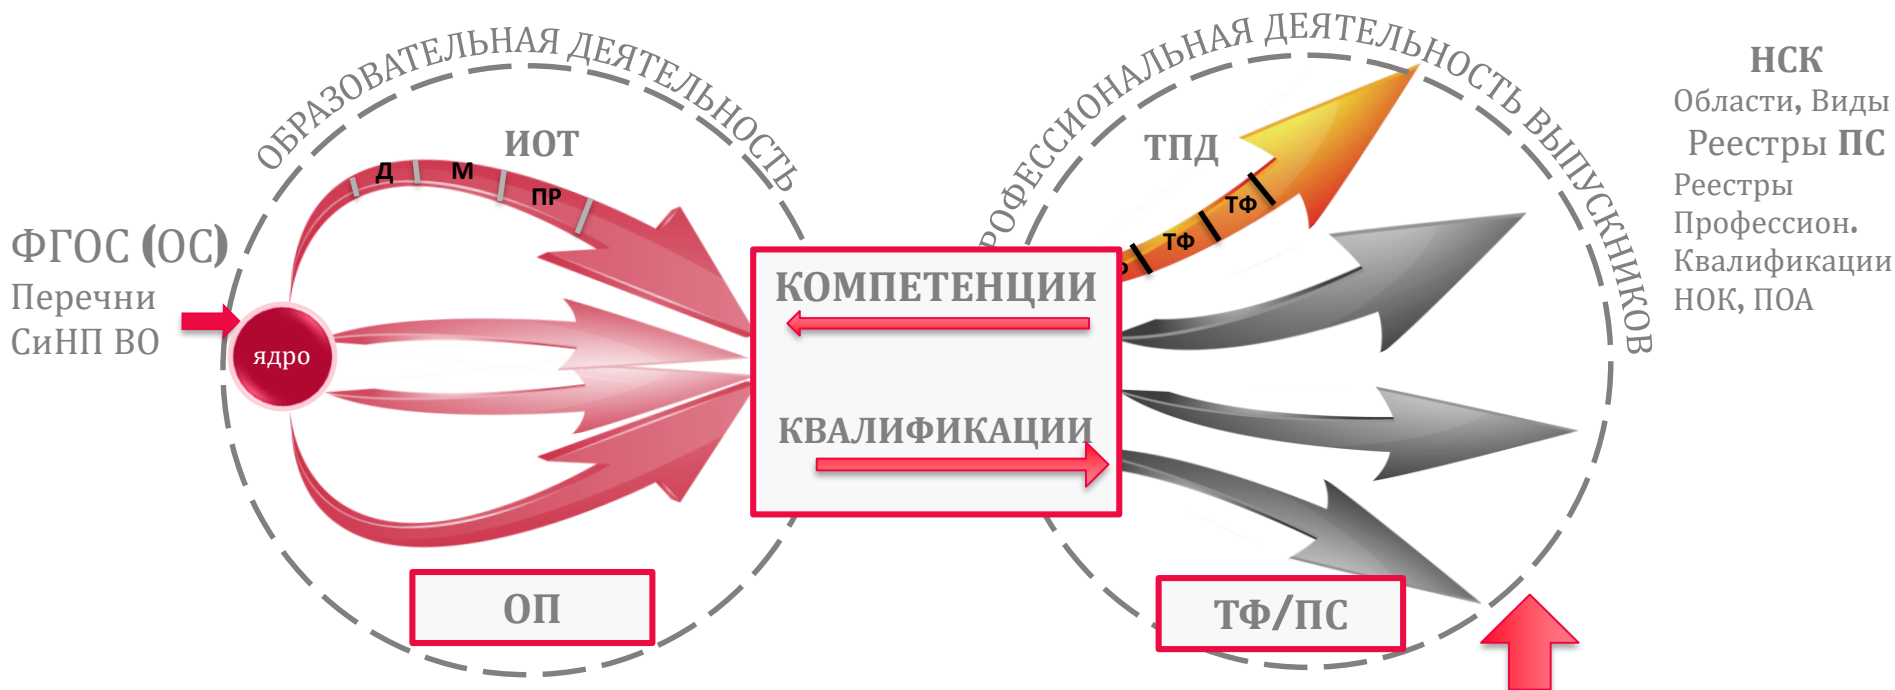 ОБРАЗОВАТЕЛЬНАЯ ДЕЯТЕЛЬНОСТЬ
ИОТ
Д
М
ПР
ФГОС (ОС)
Перечни
СиНП ВО
ядро
ОП
КОМПЕТЕНЦИИ
КВАЛИФИКАЦИИ
РОФЕССИОНАЛЬНАЯ ДЕЯТЕЛЬНОСТЬ ВЫПУСКНИКОВ
ТПД
ТФ
ТФ
ТФ/ПС
НСК
Области, Виды
Реестры ПС
Реестры
Профессион.
Квалификации
НОК, ПОА